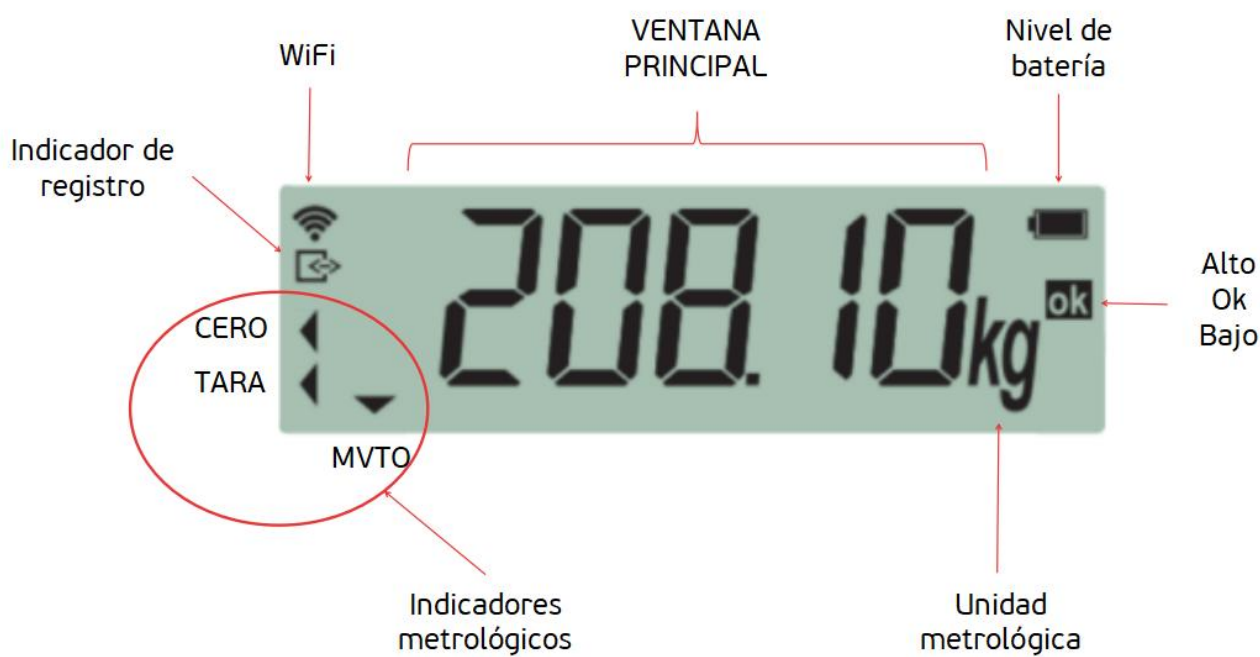 VENTANA
PRINCIPAL
Nivel de
batería
WiFi
Indicador de
registro
208.10kg
ok
Alto
Ok
Bajo
CERO
TARA
MVTO
Indicadores
metrológicos
Unidad
metrológica